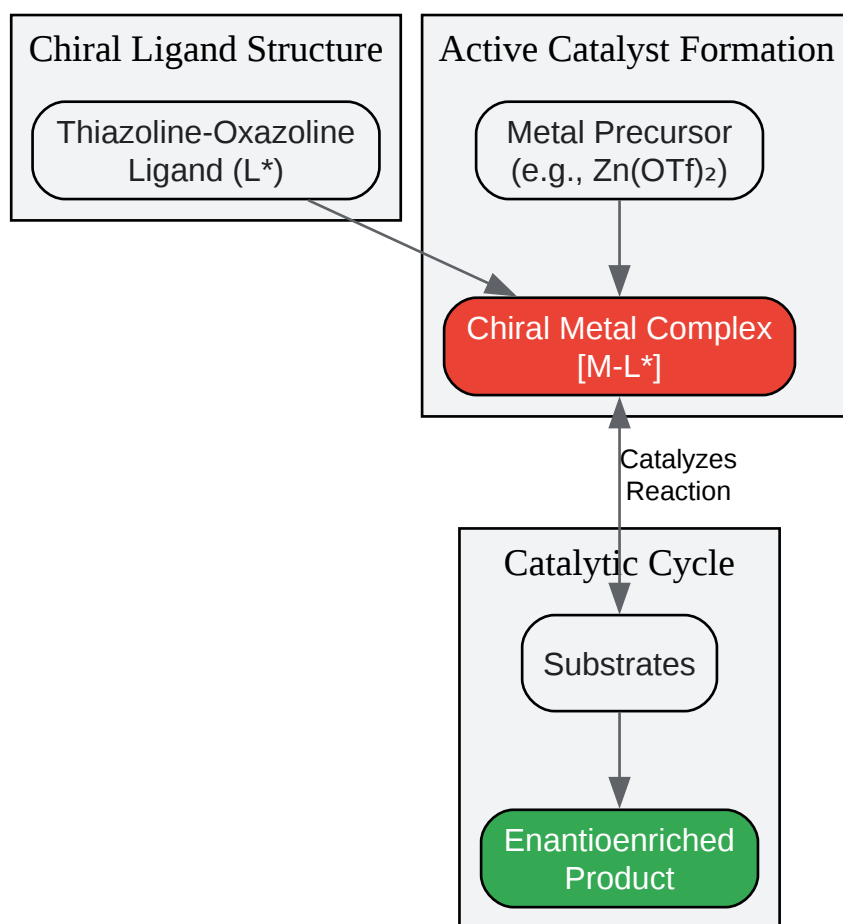 Chiral Ligand Structure
Thiazoline-Oxazoline
Ligand (L*)
Active Catalyst Formation
Metal Precursor
(e.g., Zn(OTf)₂)
Chiral Metal Complex
[M-L*]
Catalyzes
Reaction
Catalytic Cycle
Substrates
Enantioenriched
Product